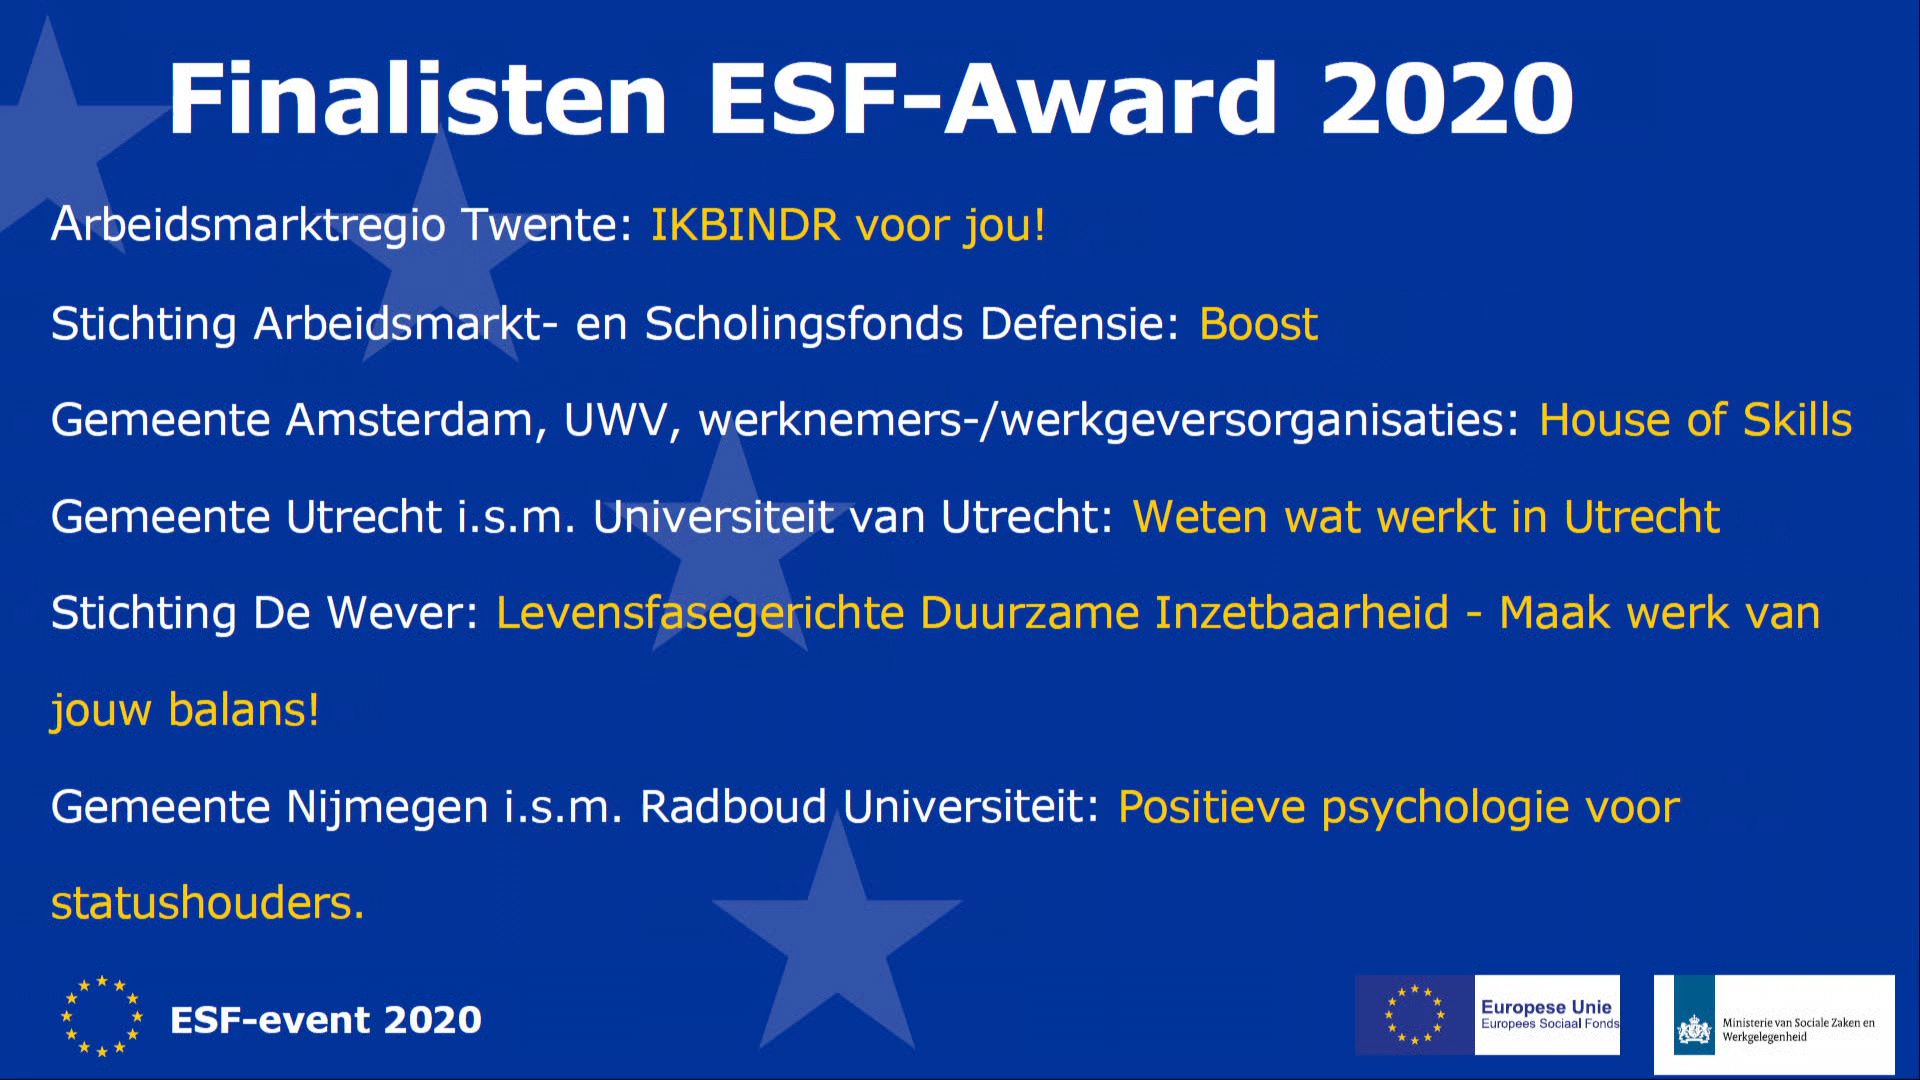 Finalisten ESF-Award 2020
Arbeidsmarktregio Twente: IKBINDR voor jou!
Stichting Arbeidsmarkt- en Scholingsfonds Defensie: Boost
Gemeente Amsterdam, UWV, werknemers-/werkgeversorganisaties: House of Skills
Gemeente Utrecht i.s.m. Universiteit van Utrecht: Weten wat werkt in Utrecht
Stichting De Wever: Levensfasegerichte Duurzame Inzetbaarheid - Maak werk van
jouw balans!
Gemeente Nijmegen i.s.m. Radboud Universiteit: Positieve psychologie voor
statushouders.
ESF-event 2020
Europese Unie
Europees Sociaal Fonds
Ministerie van Sociale Zaken en
Werkgelegenheid